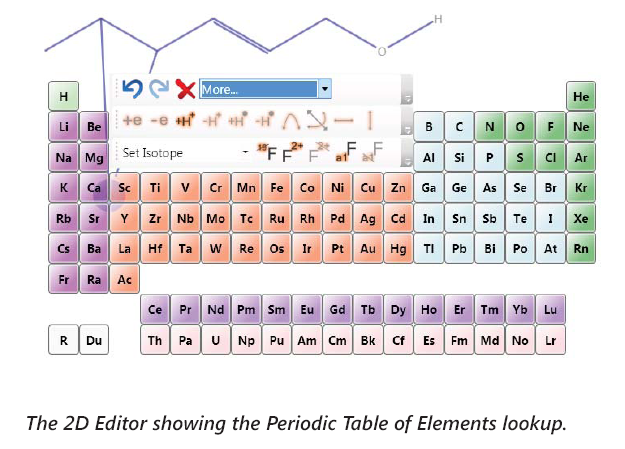 H
O
More...
H He
+e -e +H⁺ -H⁺ +H• -H•
Li Be B C N O F Ne
Set Isotope 19F F2+ F3+ a1F
Na Mg Al Si P S Cl Ar
K Ca Sc Ti V Cr Mn Fe Co Ni Cu Zn Ga Ge As Se Br Kr
Rb Sr Y Zr Nb Mo Tc Ru Rh Pd Ag Cd In Sn Sb Te I Xe
Cs Ba La Hf Ta W Re Os Ir Pt Au Hg Tl Pb Bi Po At Rn
Fr Ra Ac
Ce Pr Nd Pm Sm Eu Gd Tb Dy Ho Er Tm Yb Lu
R Du Th Pa U Np Pu Am Cm Bk Cf Es Fm Md No Lr
The 2D Editor showing the Periodic Table of Elements lookup.